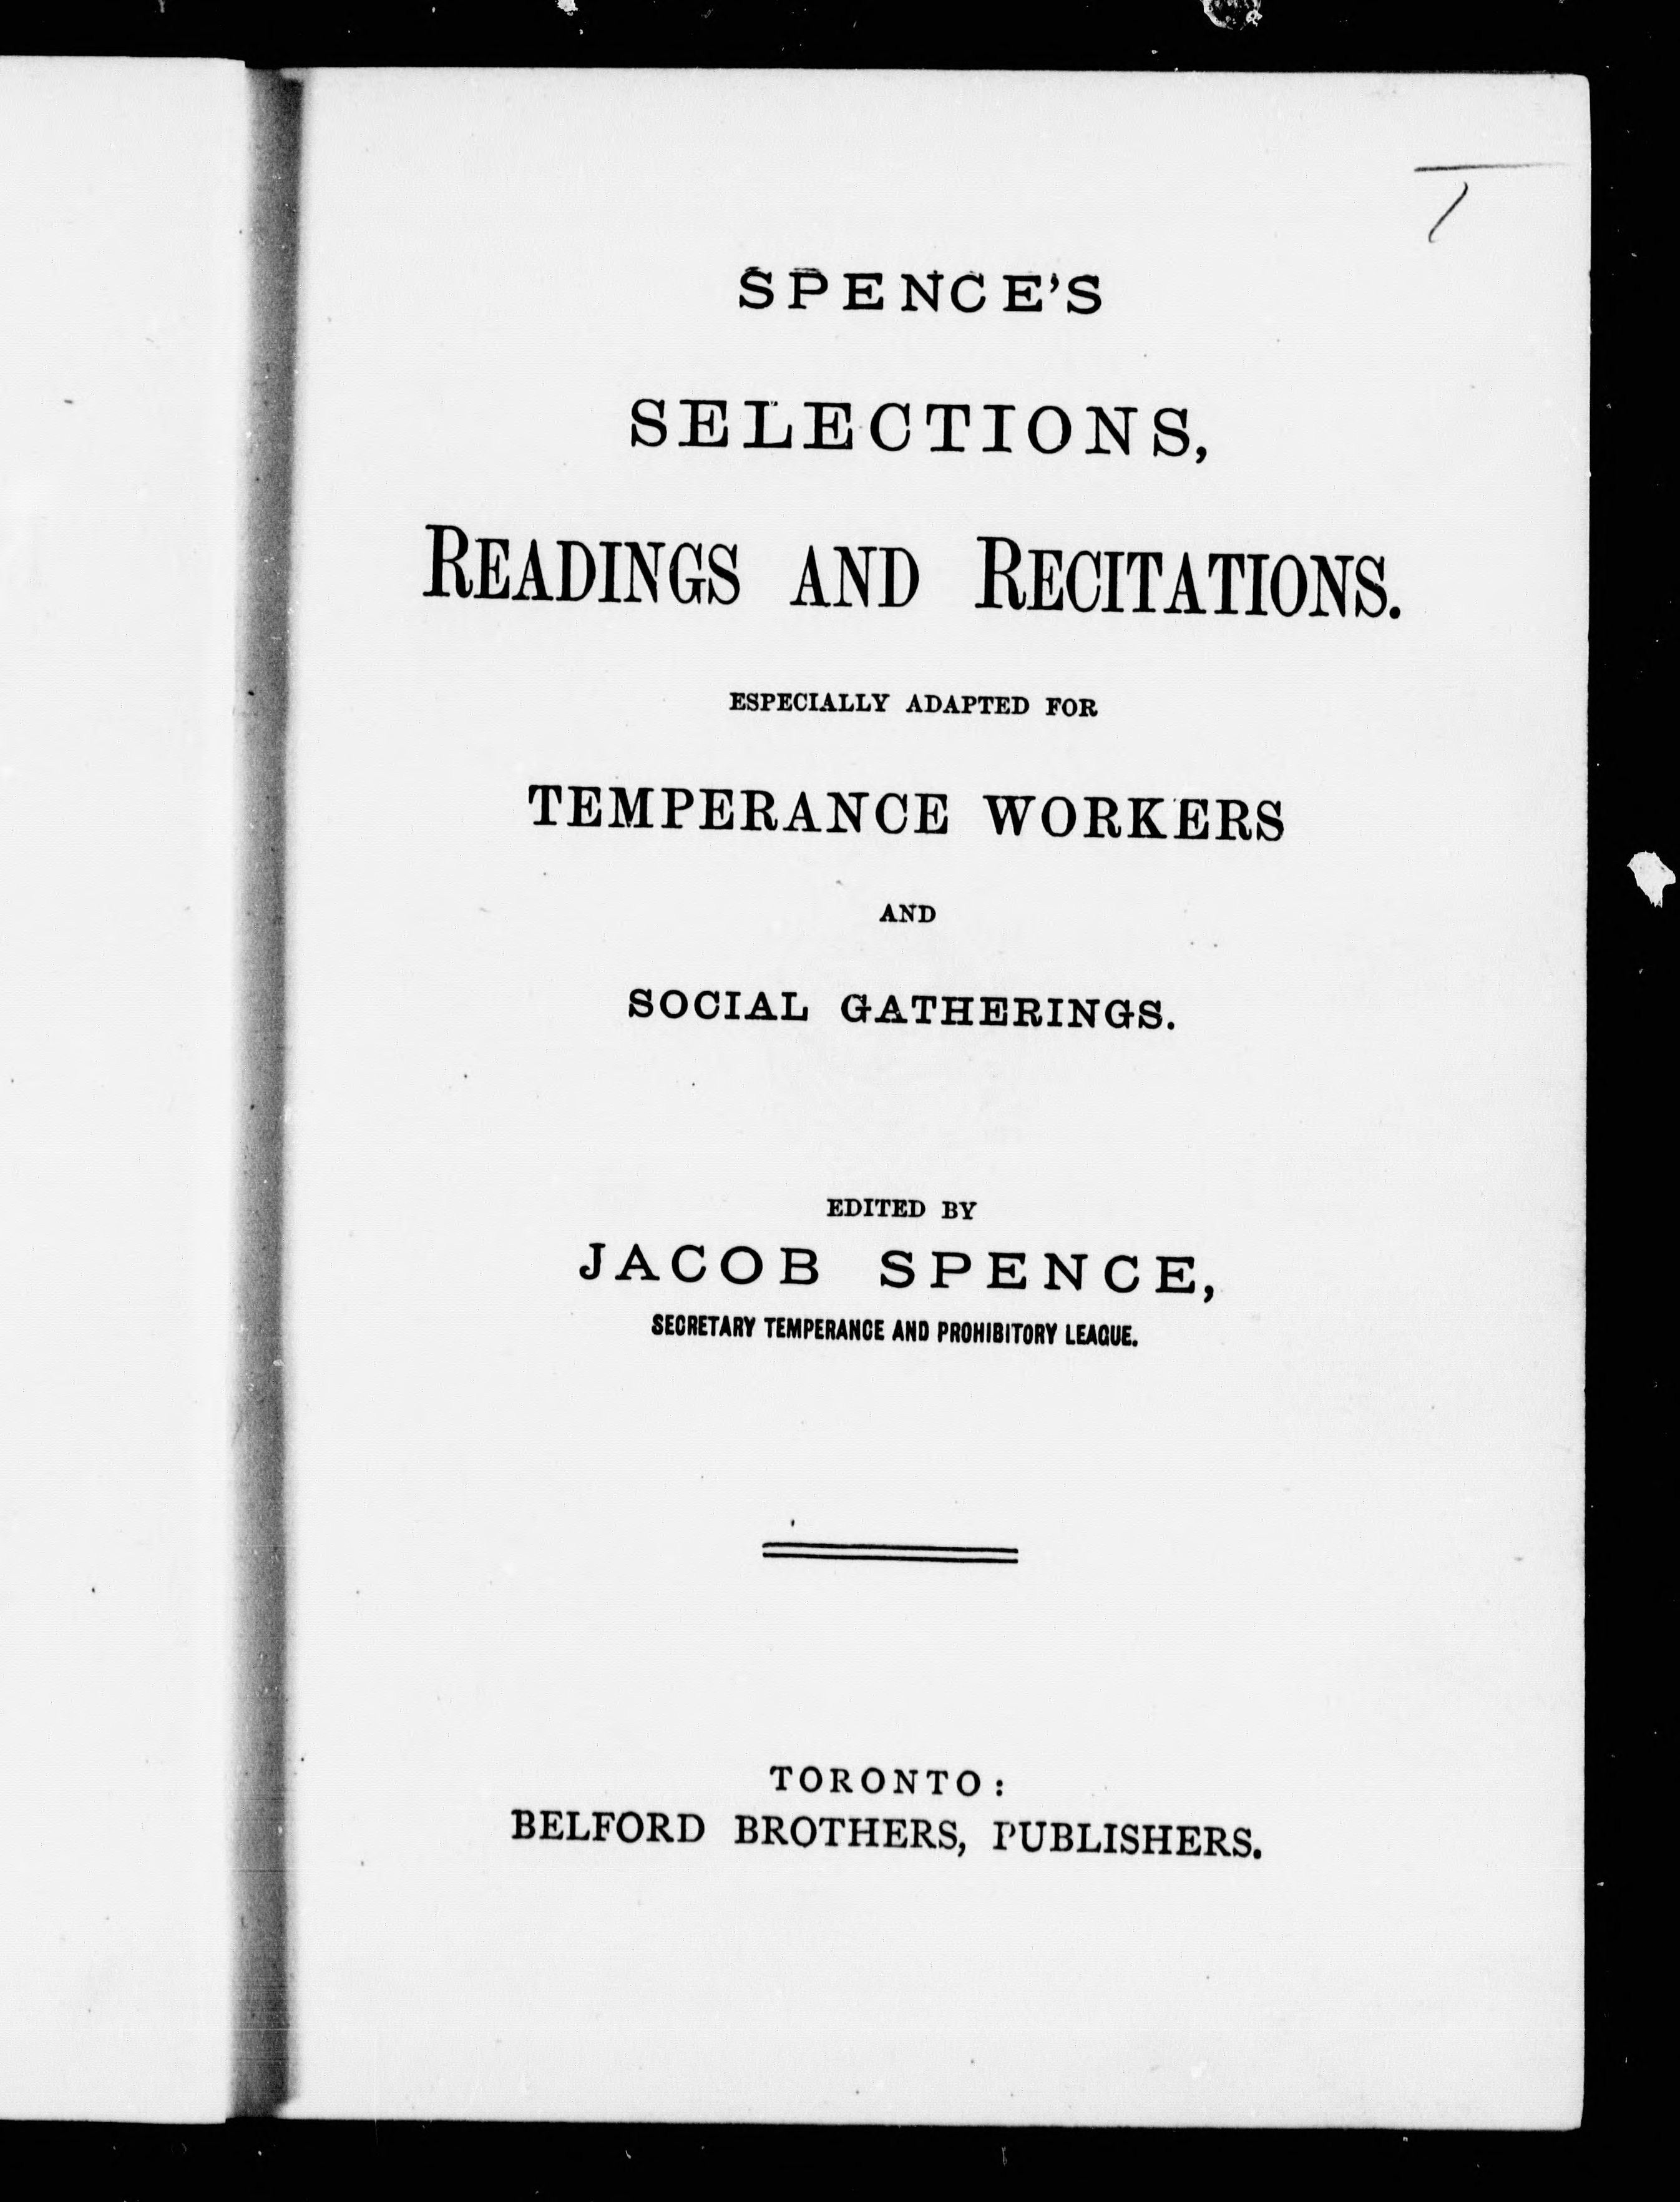 SPENCE'S
SELECTIONS,
READINGS AND RECITATIONS.
ESPECIALLY ADAPTED FOR
TEMPERANCE WORKERS
AND
SOCIAL GATHERINGS.
EDITED BY
JACOB SPENCE,
SECRETARY TEMPERANCE AND PROHIBITORY LEAGUE.
TORONTO:
BELFORD BROTHERS, PUBLISHERS.